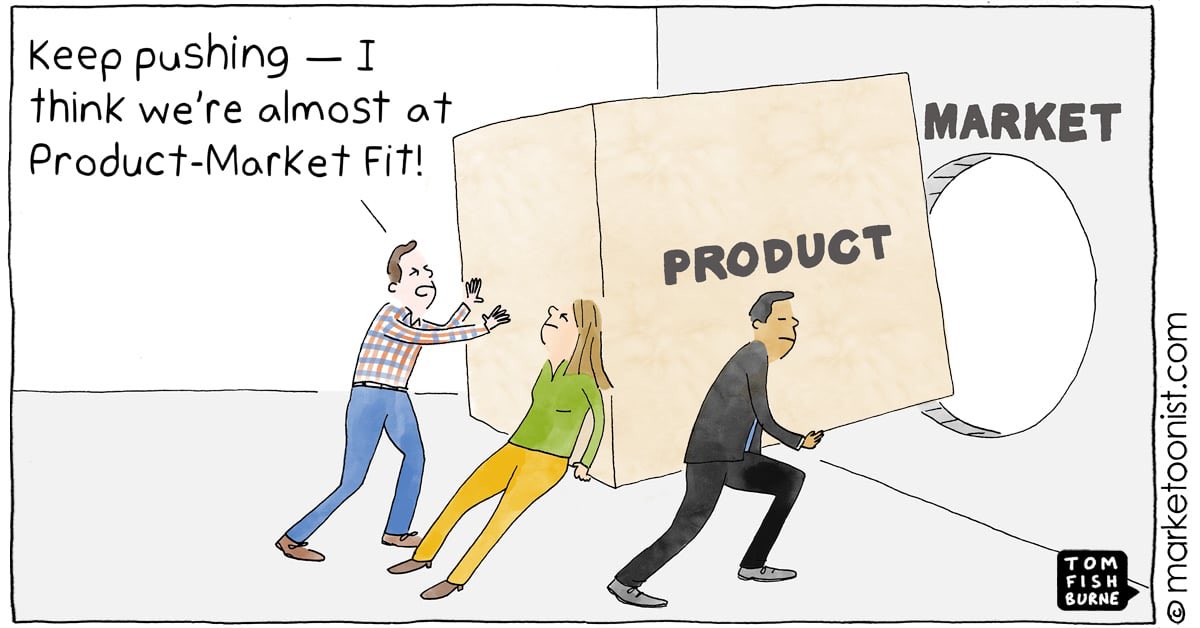 Keep pushing — I
think we're almost at
Product-Market Fit!
MARKET
PRODUCT
TOM
FISH
BURNE
© marketoonist.com